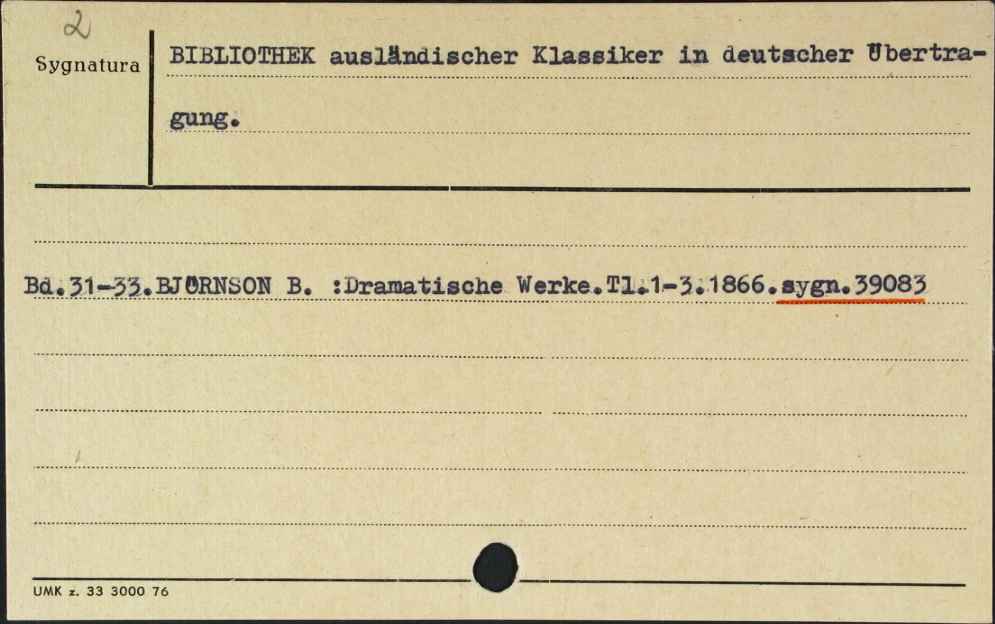 2
Sygnatura
BIBLIOTHEK ausländischer Klassiker in deutscher Übertra-
gung.
Bd.31-33.BJÖRNSON B. :Dramatische Werke.Tl.1-3.1866.sygn.39083
UMK z. 33 3000 76